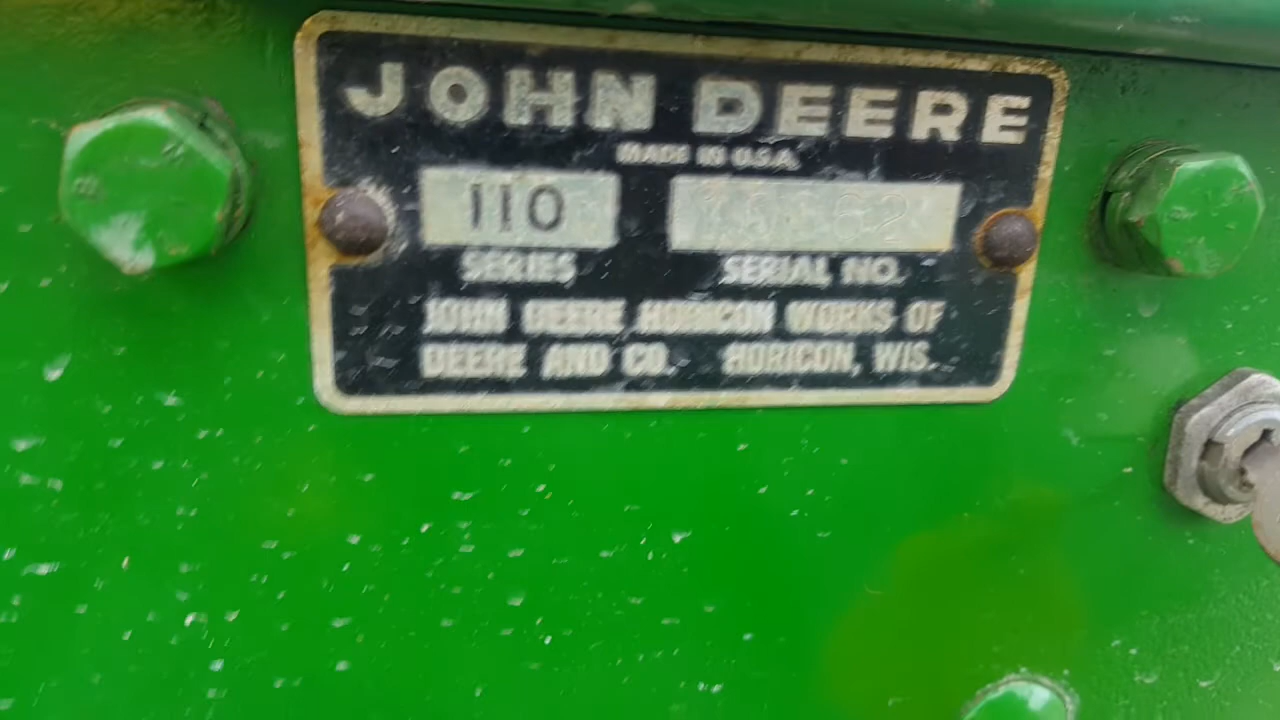 JOHN DEERE
MADE IN U.S.A.
110
SERIES SERIAL NO.
JOHN DEERE HORICON WORKS OF
DEERE AND CO. HORICON, WIS.